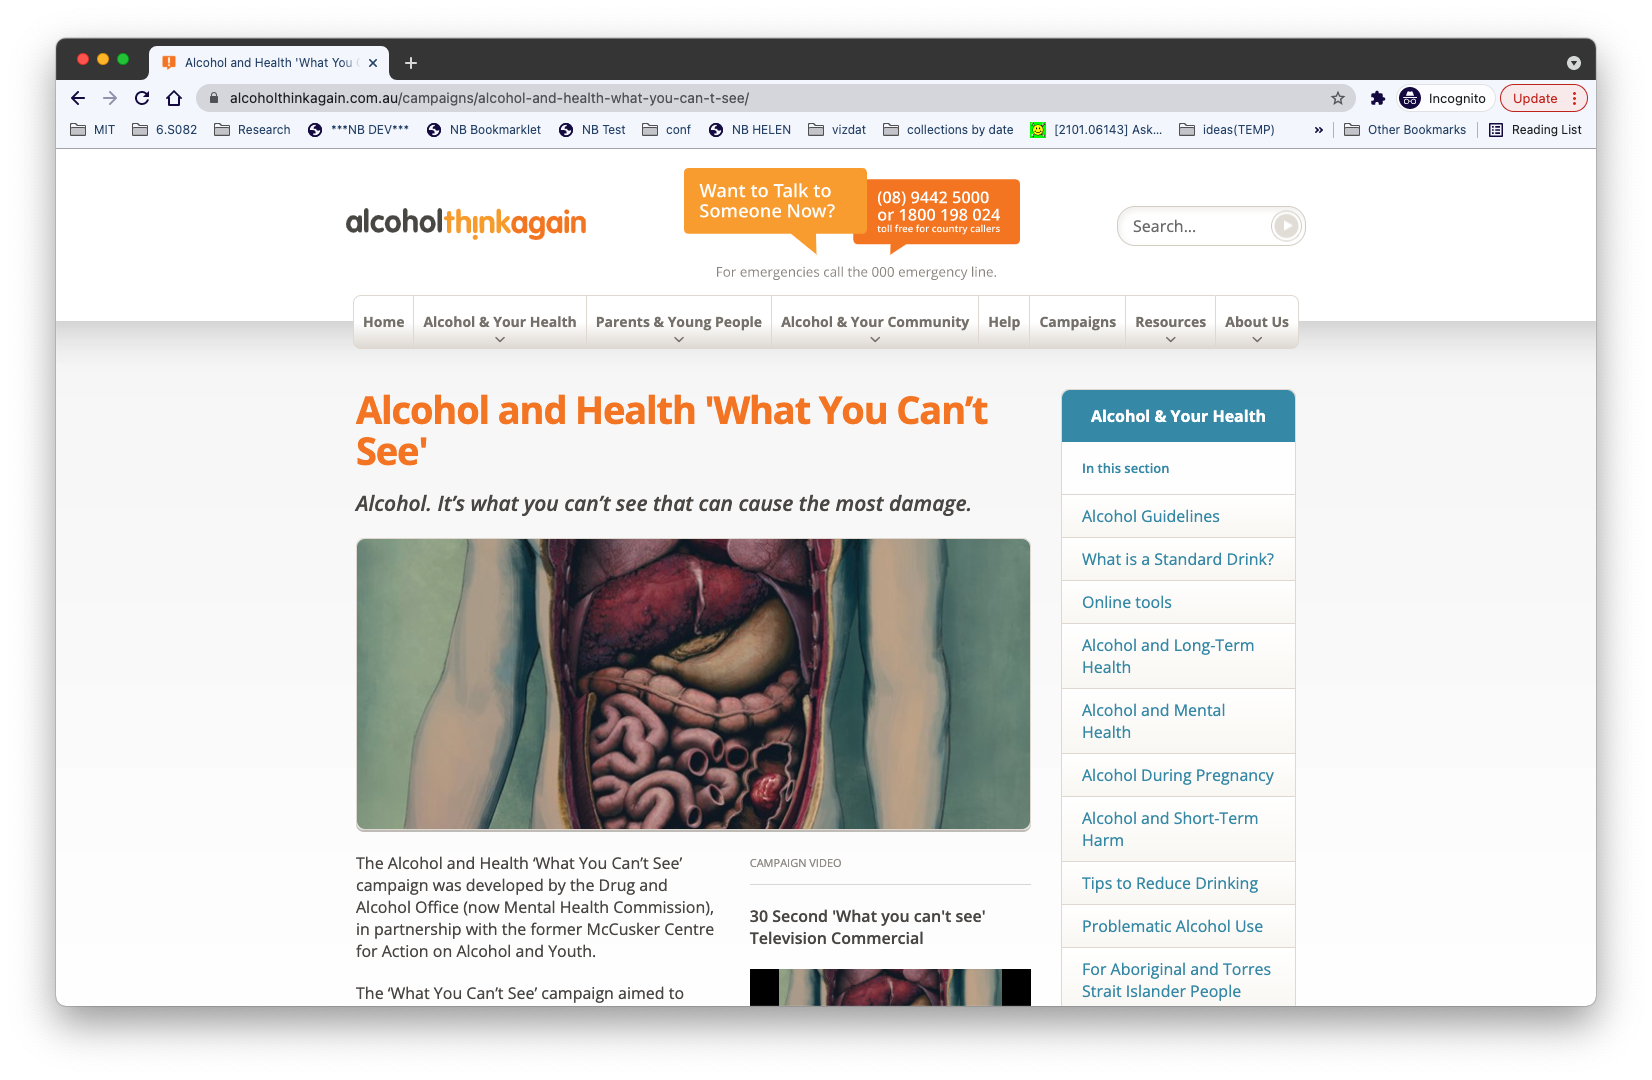 Alcohol and Health 'What You C
alcoholthinkagain.com.au/campaigns/alcohol-and-health-what-you-can-t-see/
Incognito
Update
MIT
6.S082
Research
***NB DEV***
NB Bookmarklet
NB Test
conf
NB HELEN
vizdat
collections by date
[2101.06143] Ask...
ideas(TEMP)
»
Other Bookmarks
Reading List
alcoholthinkagain
Want to Talk to
Someone Now?
(08) 9442 5000
or 1800 198 024
toll free for country callers
For emergencies call the 000 emergency line.
Search...
Home
Alcohol & Your Health
Parents & Young People
Alcohol & Your Community
Help
Campaigns
Resources
About Us
Alcohol and Health 'What You Can’t
See'
Alcohol. It’s what you can’t see that can cause the most damage.
The Alcohol and Health ‘What You Can’t See’
campaign was developed by the Drug and
Alcohol Office (now Mental Health Commission),
in partnership with the former McCusker Centre
for Action on Alcohol and Youth.
The ‘What You Can’t See’ campaign aimed to
CAMPAIGN VIDEO
30 Second 'What you can't see'
Television Commercial
Alcohol & Your Health
In this section
Alcohol Guidelines
What is a Standard Drink?
Online tools
Alcohol and Long-Term
Health
Alcohol and Mental
Health
Alcohol During Pregnancy
Alcohol and Short-Term
Harm
Tips to Reduce Drinking
Problematic Alcohol Use
For Aboriginal and Torres
Strait Islander People